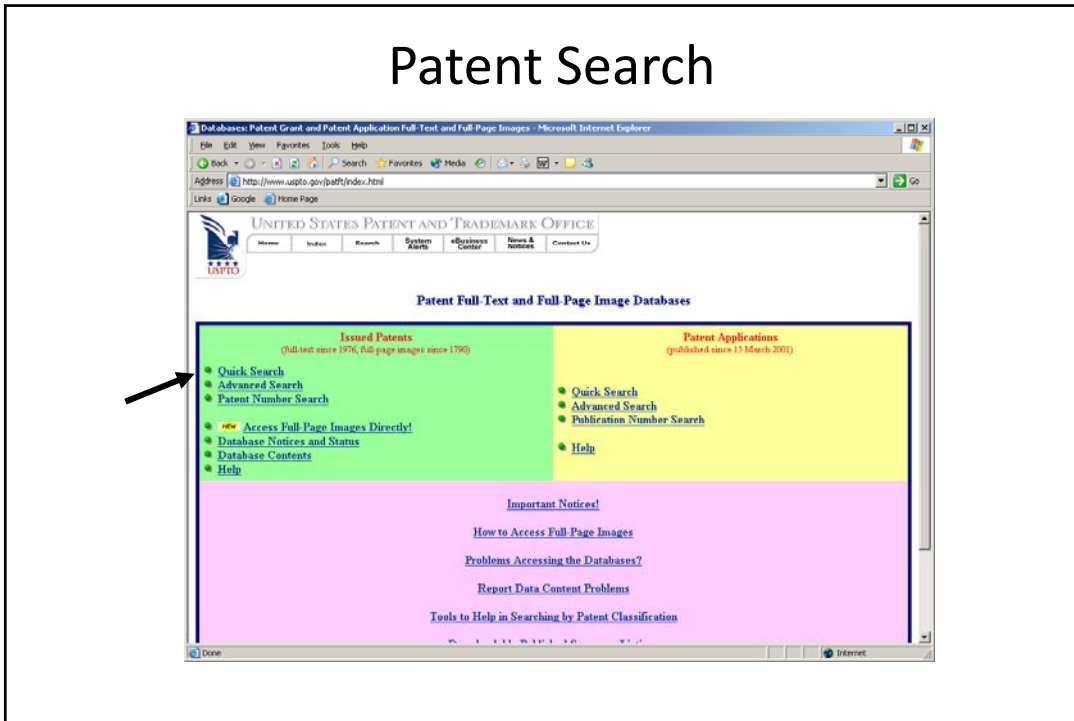 Patent Search
Databases: Patent Grant and Patent Application Full-Text and Full-Page Images - Microsoft Internet Explorer
File Edit View Favorites Tools Help
Back Search Favorites Media
Address http://www.uspto.gov/patft/index.html Go
Links Google Home Page
UNITED STATES PATENT AND TRADEMARK OFFICE
Home Index Search System Alerts eBusiness Center News & Notices Contact Us
USPTO
Patent Full-Text and Full-Page Image Databases
Issued Patents
(full-text since 1976, full-page images since 1790)
Quick Search
Advanced Search
Patent Number Search
NEW Access Full-Page Images Directly!
Database Notices and Status
Database Contents
Help
Patent Applications
(published since 15 March 2001)
Quick Search
Advanced Search
Publication Number Search
Help
Important Notices!
How to Access Full-Page Images
Problems Accessing the Databases?
Report Data Content Problems
Tools to Help in Searching by Patent Classification
Done Internet